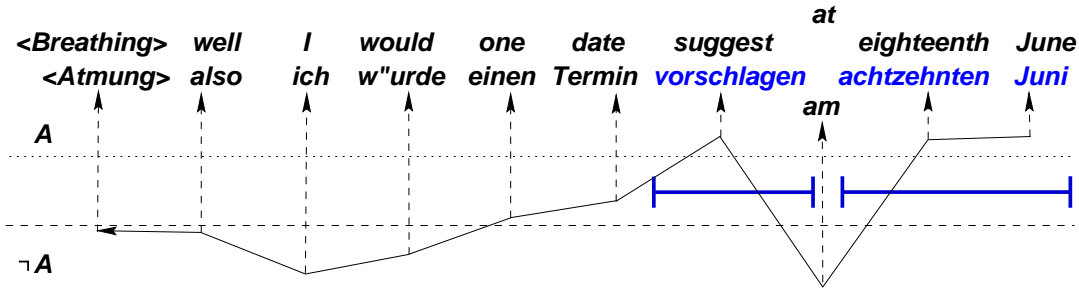 at
<Breathing> well I would one date suggest eighteenth June
<Atmung> also ich w"urde einen Termin vorschlagen achtzehnten Juni
am
A
¬A